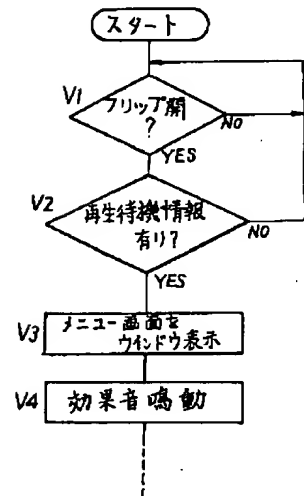 スタート
V1
フリップ開
?
NO
YES
V2
再生待機情報
有り?
NO
YES
V3
メニュー画面を
ウインドウ表示
V4
効果音鳴動